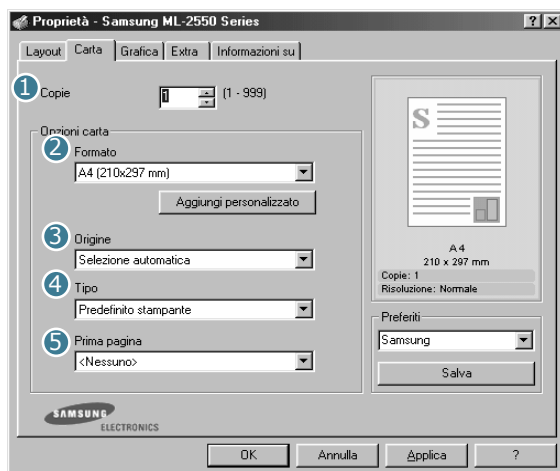 Proprietà - Samsung ML-2550 Series
? x
Layout Carta Grafica Extra Informazioni su
1 Copie 1 (1 - 999)
Opzioni carta
2 Formato
A4 (210x297 mm)
Aggiungi personalizzato
3 Origine
Selezione automatica
4 Tipo
Predefinito stampante
5 Prima pagina
<Nessuno>
S
A4
210 x 297 mm
Copie: 1
Risoluzione: Normale
Preferiti
Samsung
Salva
SAMSUNG
ELECTRONICS
OK Annulla Applica ?